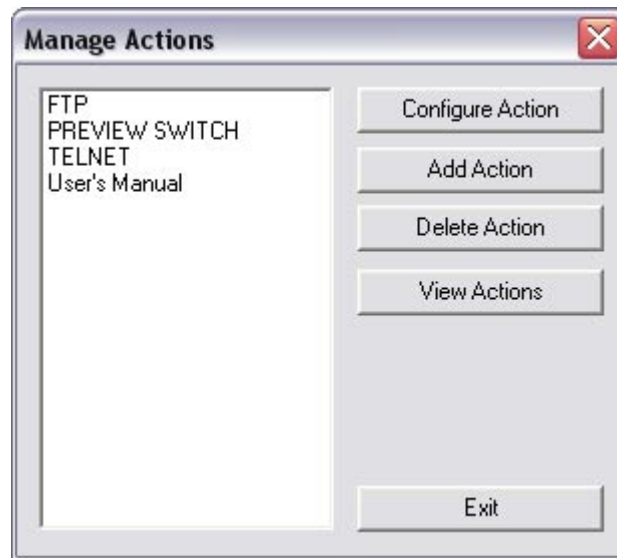 Manage Actions
FTP
PREVIEW SWITCH
TELNET
User's Manual
Configure Action
Add Action
Delete Action
View Actions
Exit